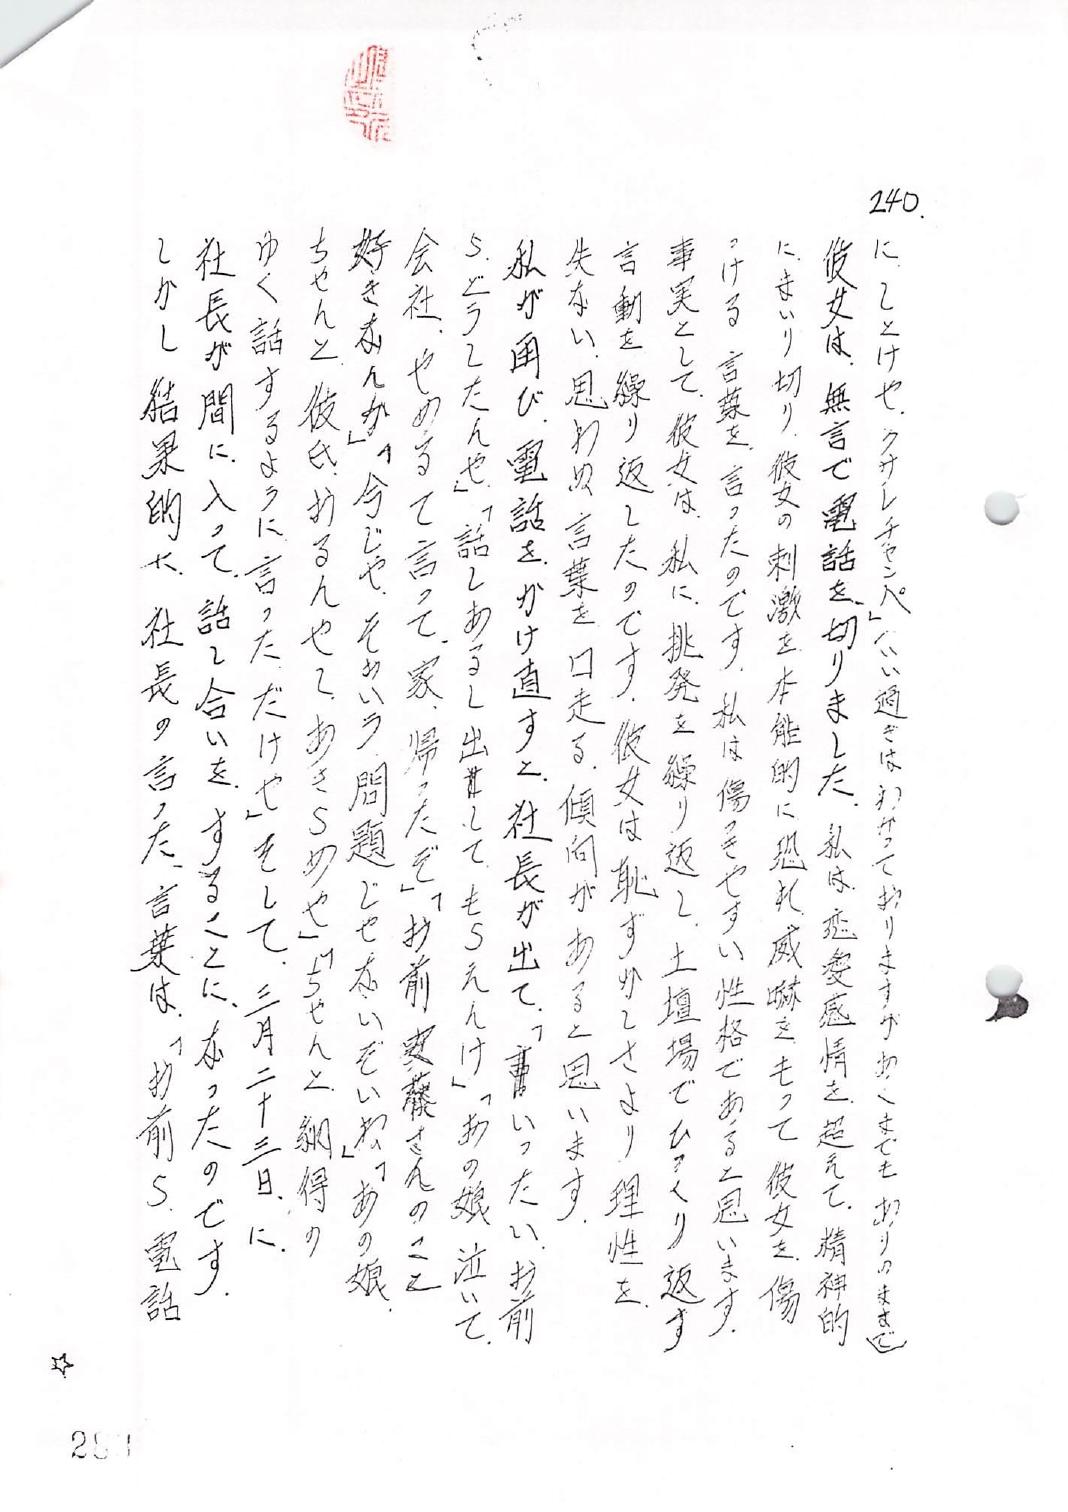 240.
に、しとけや、クサレチャンペ」(いい過ぎはわかっておりますがあくまでもありのままで)
彼女は、無言で電話を、切りました。私は、恋愛感情を、超えて、精神的
に、まいり切り、彼女の刺激を本能的に恐れ、威嚇をもって彼女を、傷
つける言葉を、言ったのです。私は傷つきやすい性格であると思います。
事実として、彼女は、私に、挑発を繰り返し、土壇場でひっくり返す
言動を繰り返したのです。彼女は恥ずかしさより理性を、
失ない、思わぬ言葉を口走る、傾向があると思います。
私が再び、電話を、かけ直すと、社長が出て、「いったい、お前
ら、どうしたんや」「話しあるし出して、もらえんけ」「あの娘泣いて、
会社、やめるて言って、家、帰ったぞ」「お前安藤さんのこと
好きなんか」「今じゃ、そおいう、問題じゃないぞいね」「あの娘、
ちゃんと、彼氏、おるんやし、あきらめや」「ちゃんと、納得の
ゆく話するように、言った、だけや」そして、三月二十三日、に、
社長が間に、入って、話し合いを、することに、なったのです。
しかし結果的に、社長の言った、言葉は、「お前ら、電話